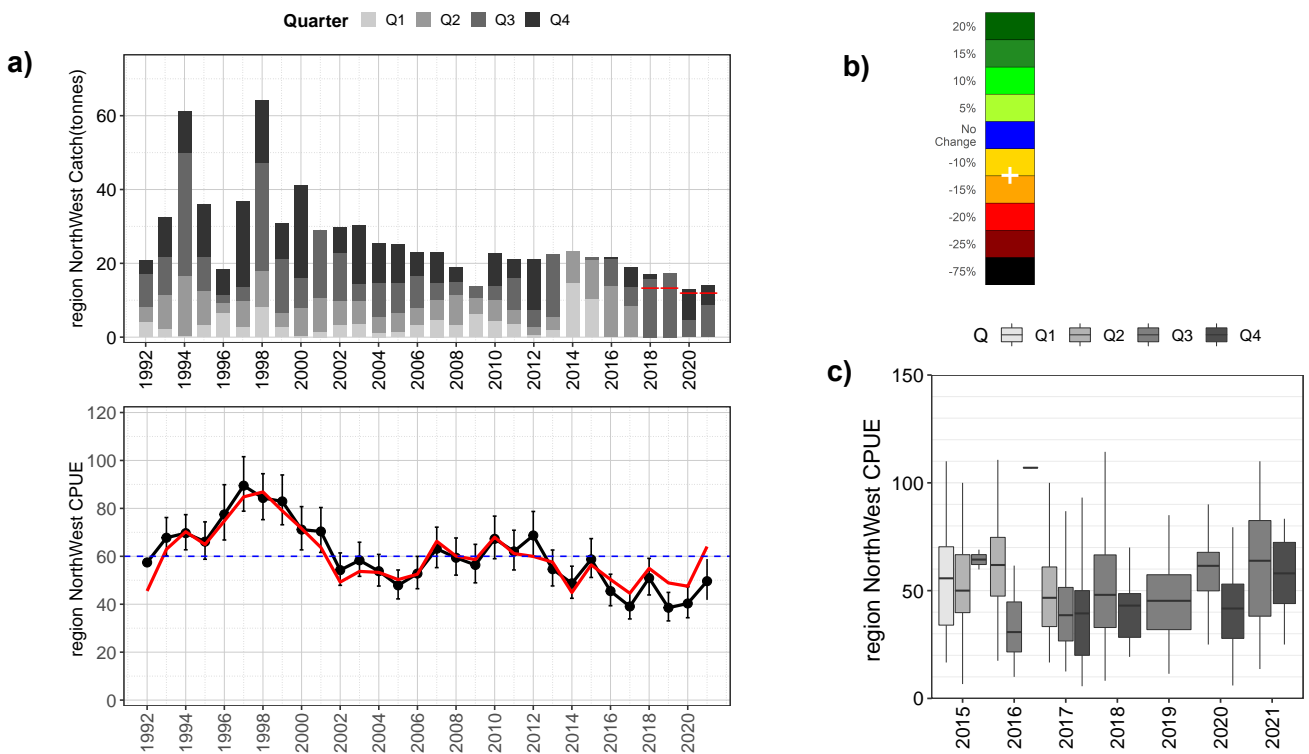 Quarter Q1 Q2 Q3 Q4
a)
region NorthWest Catch(tonnes)
60
40
20
0
1992 1994 1996 1998 2000 2002 2004 2006 2008 2010 2012 2014 2016 2018 2020
region NorthWest CPUE
120
100
80
60
40
20
0
1992 1994 1996 1998 2000 2002 2004 2006 2008 2010 2012 2014 2016 2018 2020
b)
20%
15%
10%
5%
No
Change
-10%
-15%
-20%
-25%
-75%
Q Q1 Q2 Q3 Q4
c)
region NorthWest CPUE
150
100
50
0
2015 2016 2017 2018 2019 2020 2021